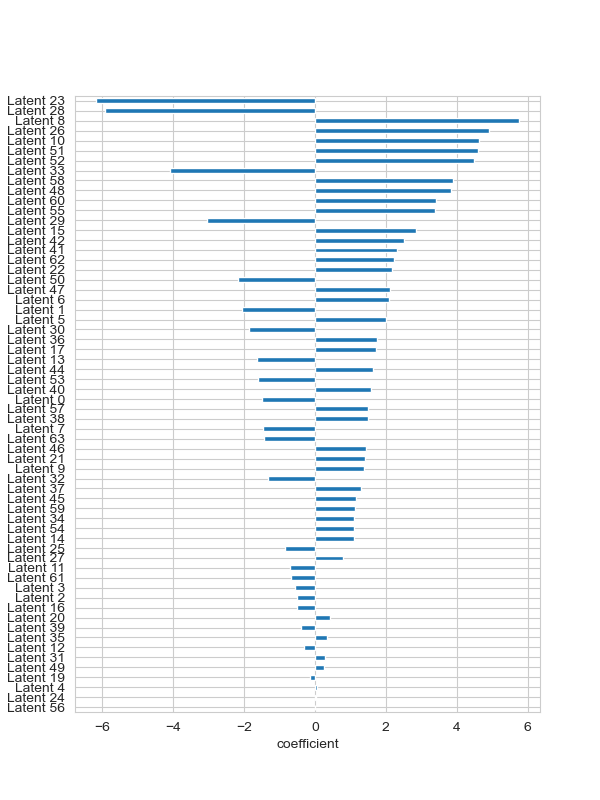 Latent 23
Latent 28
Latent 8
Latent 26
Latent 10
Latent 51
Latent 52
Latent 33
Latent 58
Latent 48
Latent 60
Latent 55
Latent 29
Latent 15
Latent 42
Latent 41
Latent 62
Latent 22
Latent 50
Latent 47
Latent 6
Latent 1
Latent 5
Latent 30
Latent 36
Latent 17
Latent 13
Latent 44
Latent 53
Latent 40
Latent 0
Latent 57
Latent 38
Latent 7
Latent 63
Latent 46
Latent 21
Latent 9
Latent 32
Latent 37
Latent 45
Latent 59
Latent 34
Latent 54
Latent 14
Latent 25
Latent 27
Latent 11
Latent 61
Latent 3
Latent 2
Latent 16
Latent 20
Latent 39
Latent 35
Latent 12
Latent 31
Latent 49
Latent 19
Latent 4
Latent 24
Latent 56
−6 −4 −2 0 2 4 6
coefficient